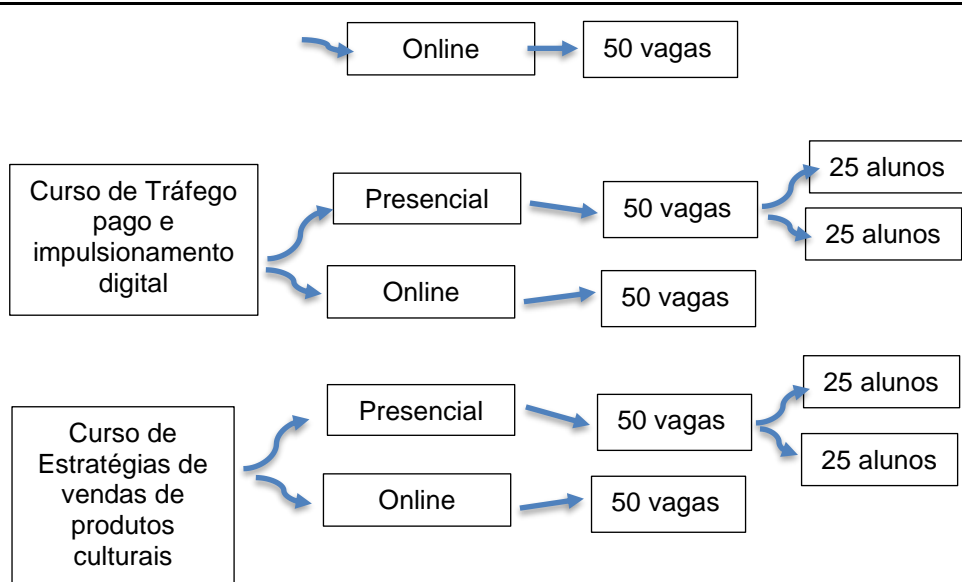 Online
50 vagas
Curso de Tráfego
pago e
impulsionamento
digital
Presencial
50 vagas
25 alunos
25 alunos
Online
50 vagas
Curso de
Estratégias de
vendas de
produtos
culturais
Presencial
50 vagas
25 alunos
25 alunos
Online
50 vagas